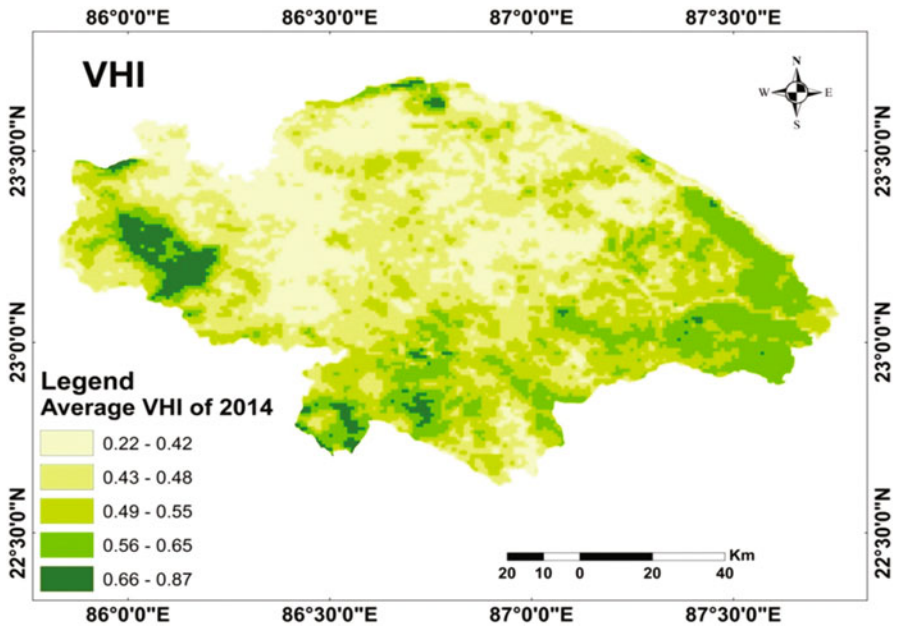 86°0'0"E 86°30'0"E 87°0'0"E 87°30'0"E
VHI
N
W E
S
23°30'0"N 23°30'0"N
23°0'0"N 23°0'0"N
Legend
Average VHI of 2014
0.22 - 0.42
0.43 - 0.48
0.49 - 0.55
0.56 - 0.65
0.66 - 0.87
22°30'0"N 22°30'0"N
Km
20 10 0 20 40
86°0'0"E 86°30'0"E 87°0'0"E 87°30'0"E